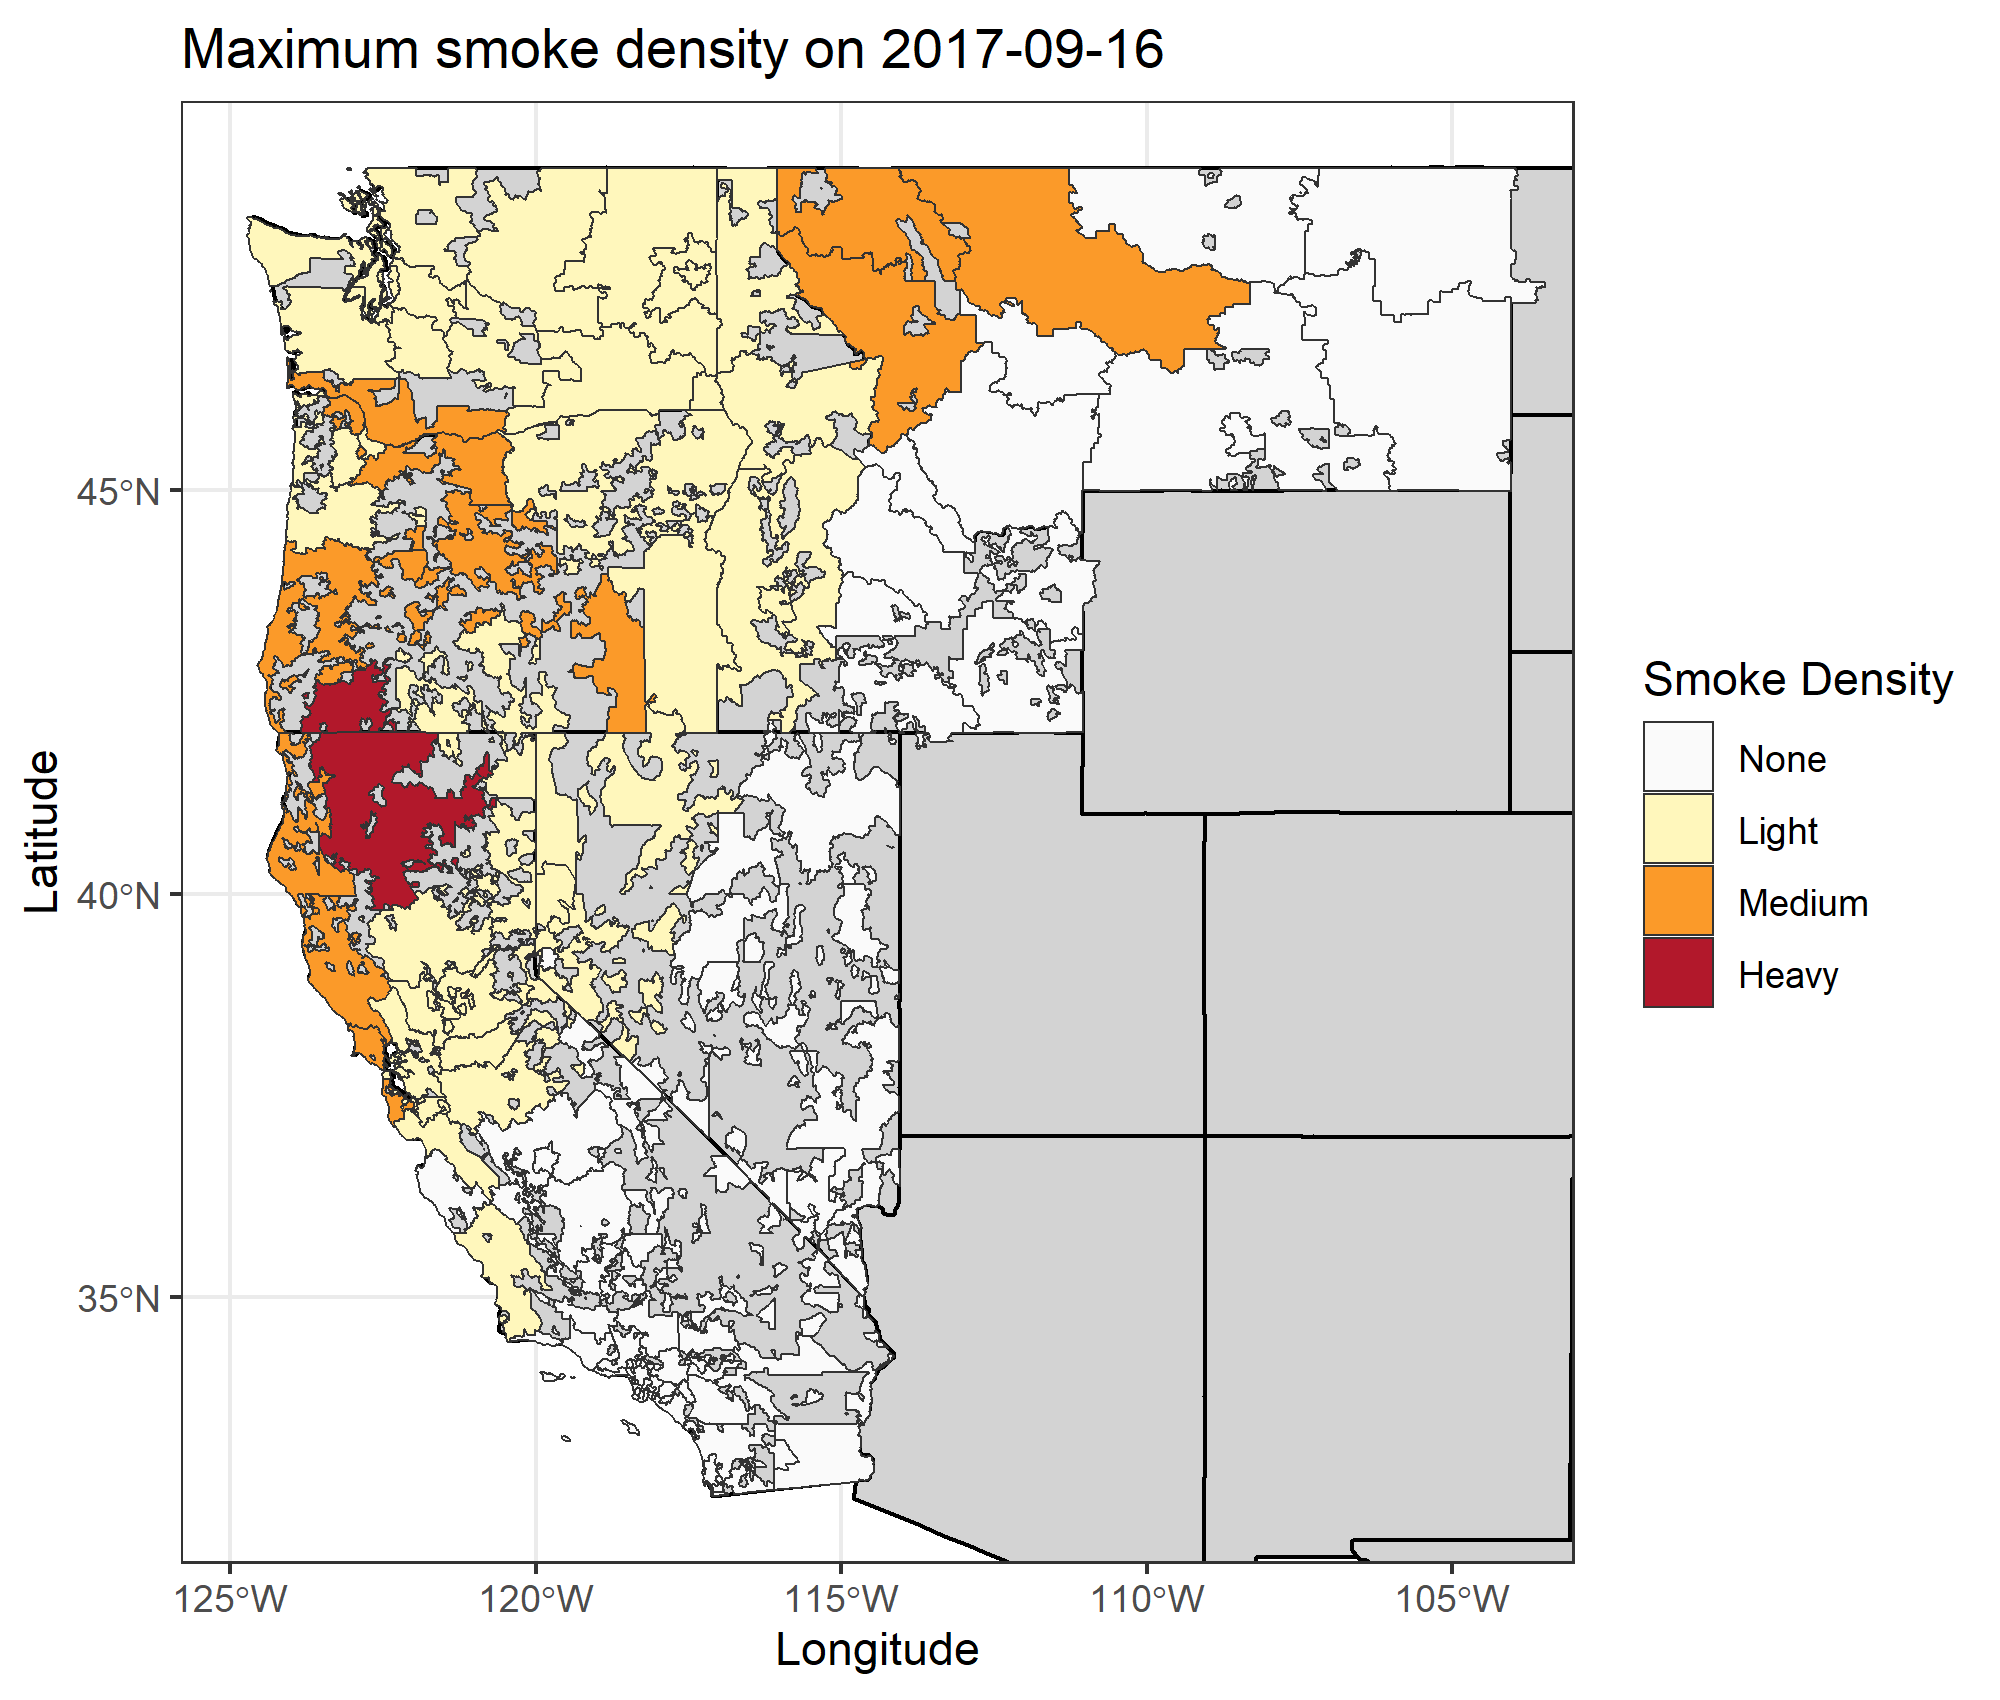 Maximum smoke density on 2017-09-16
45°N
40°N
35°N
Latitude
125°W
120°W
115°W
110°W
105°W
Longitude
Smoke Density
None
Light
Medium
Heavy